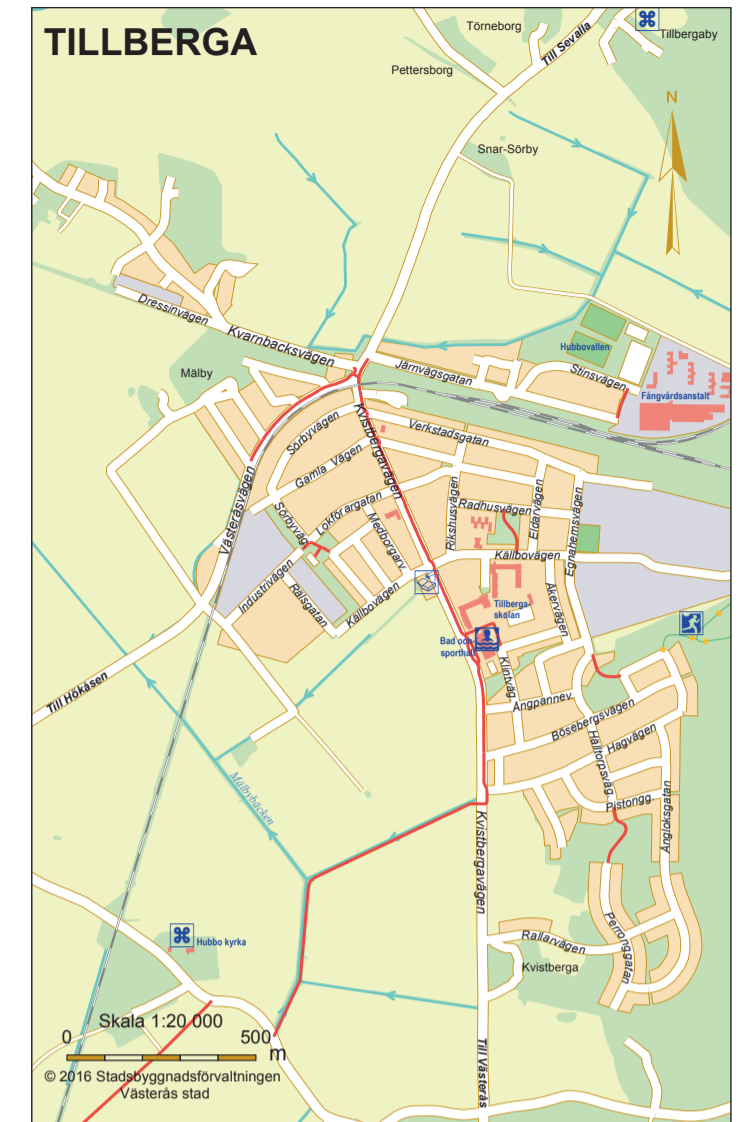 TILLBERGA
Törneborg
Till Sevalla
Tillbergaby
Pettersborg
N
Snar-Sörby
Dressinvägen
Kvarnbacksvägen
Hubbovallen
Mälby
Järnvägsgatan
Stinsvägen
Fångvårdsanstalt
Sörbyvägen
Kvistbergavägen
Verkstadsgatan
Gamla Vägen
Västeråsvägen
Sörbyväg.
Lokförargatan
Medborgarv.
Rikshusvägen
Radhusvägen
Eldarvägen
Egnahemsvägen
Källbovägen
Industrivägen
Rälsgatan
Källbovägen
Åkervägen
Tillberga-
skolan
Bad och
sporthall
Klintväg.
Ångpannev.
Till Hökåsen
Bösebergsvägen
Hälltorpsväg.
Hagvägen
Mälbybäcken
Pistongg.
Ångloksgatan
Kvistbergavägen
Hubbo kyrka
Rallarvägen
Perronggatan
Kvistberga
Skala 1:20 000
0 500
m
Till Västerås
© 2016 Stadsbyggnadsförvaltningen
Västerås stad